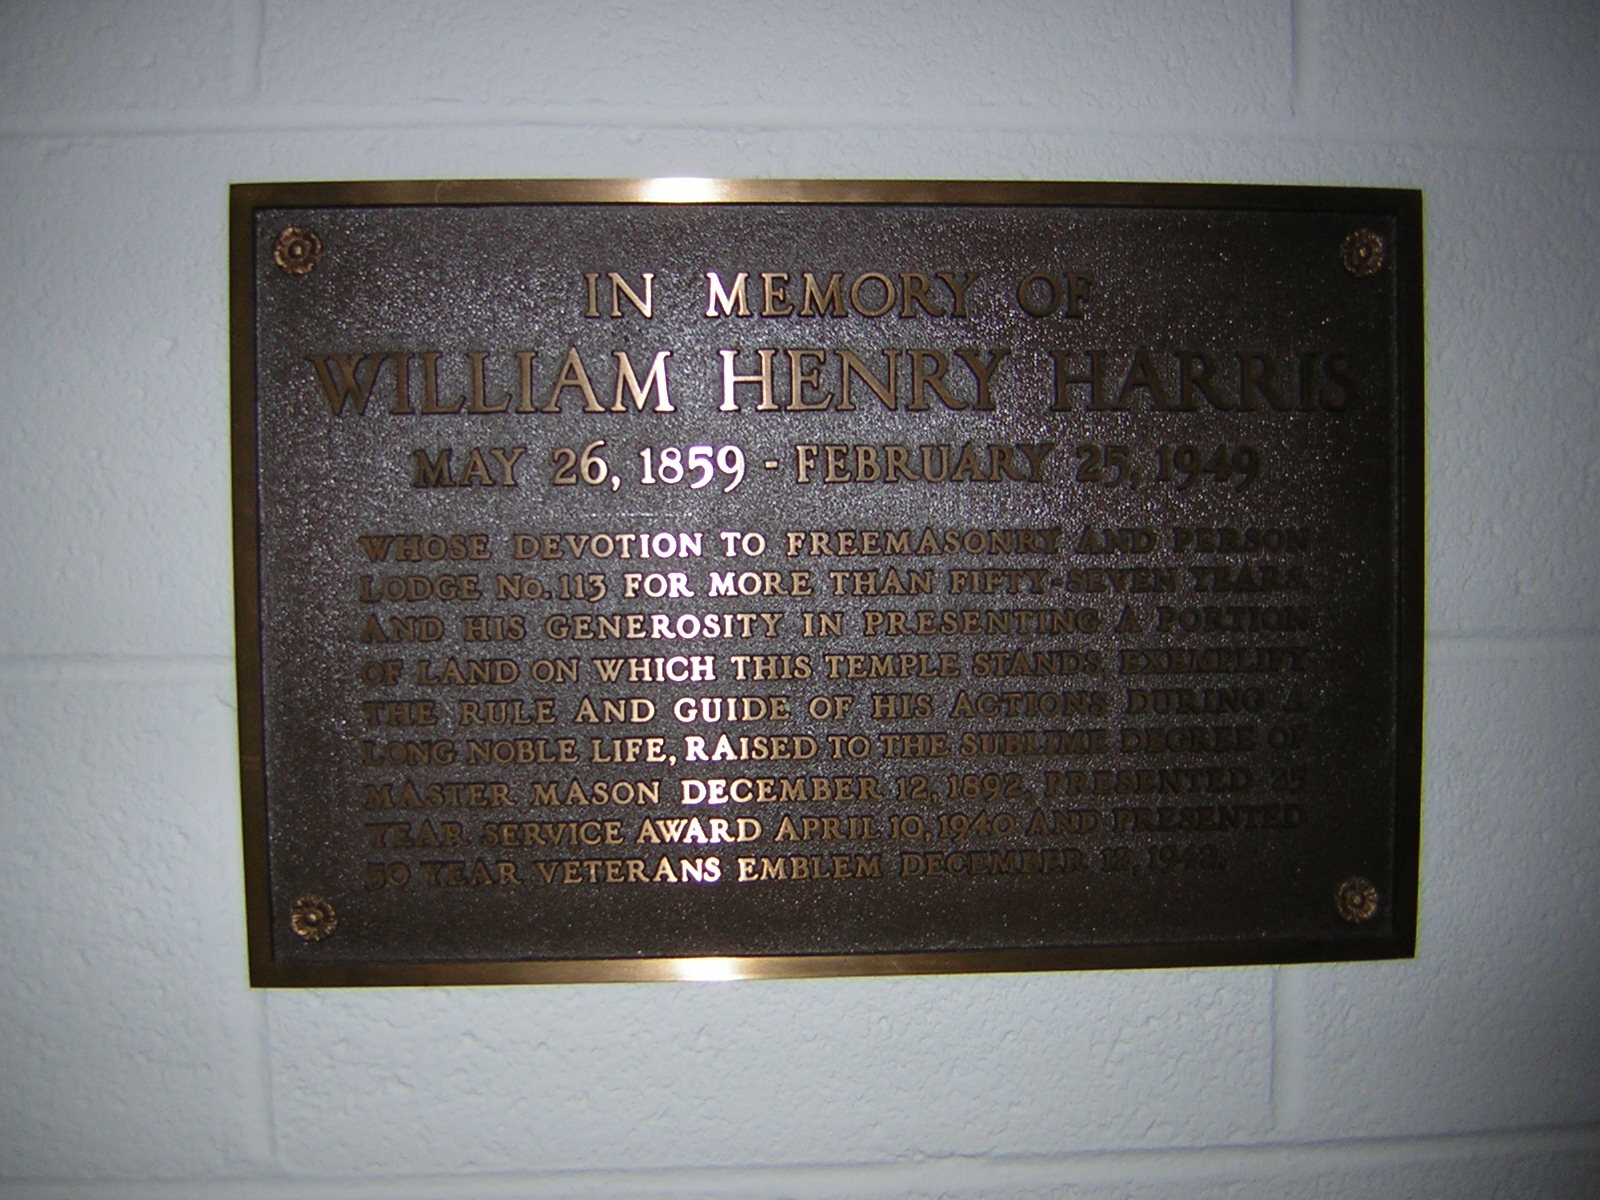 IN MEMORY OF
WILLIAM HENRY HARRIS
MAY 26, 1859 - FEBRUARY 25, 1949
WHOSE DEVOTION TO FREEMASONRY AND PERSON
LODGE No. 113 FOR MORE THAN FIFTY-SEVEN YEARS,
AND HIS GENEROSITY IN PRESENTING A PORTION
OF LAND ON WHICH THIS TEMPLE STANDS, EXEMPLIFY
THE RULE AND GUIDE OF HIS ACTIONS DURING A
LONG NOBLE LIFE, RAISED TO THE SUBLIME DEGREE OF
MASTER MASON DECEMBER 12, 1892, PRESENTED 25
YEAR SERVICE AWARD APRIL 10, 1940 AND PRESENTED
50 YEAR VETERANS EMBLEM DECEMBER 12, 1942.